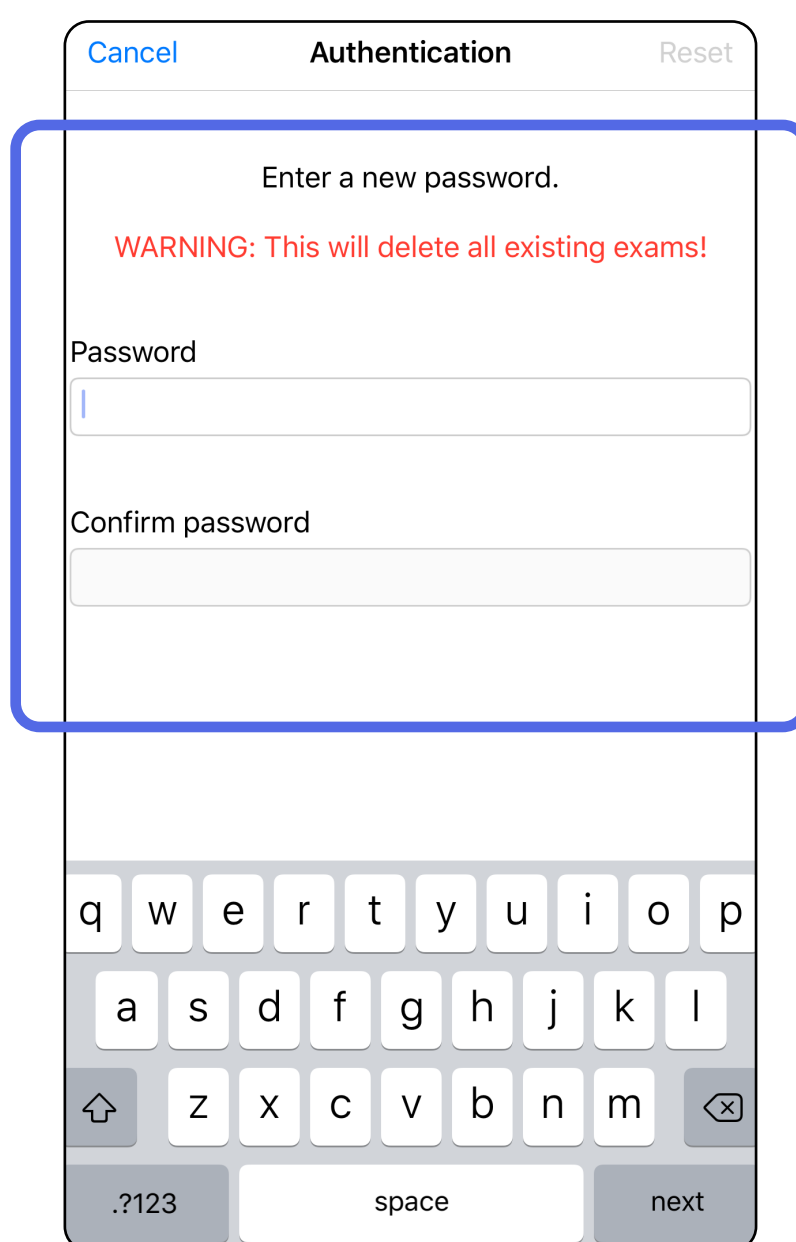 Cancel Authentication Reset
Enter a new password.
WARNING: This will delete all existing exams!
Password
Confirm password
q w e r t y u i o p
a s d f g h j k l
z x c v b n m
.?123 space next